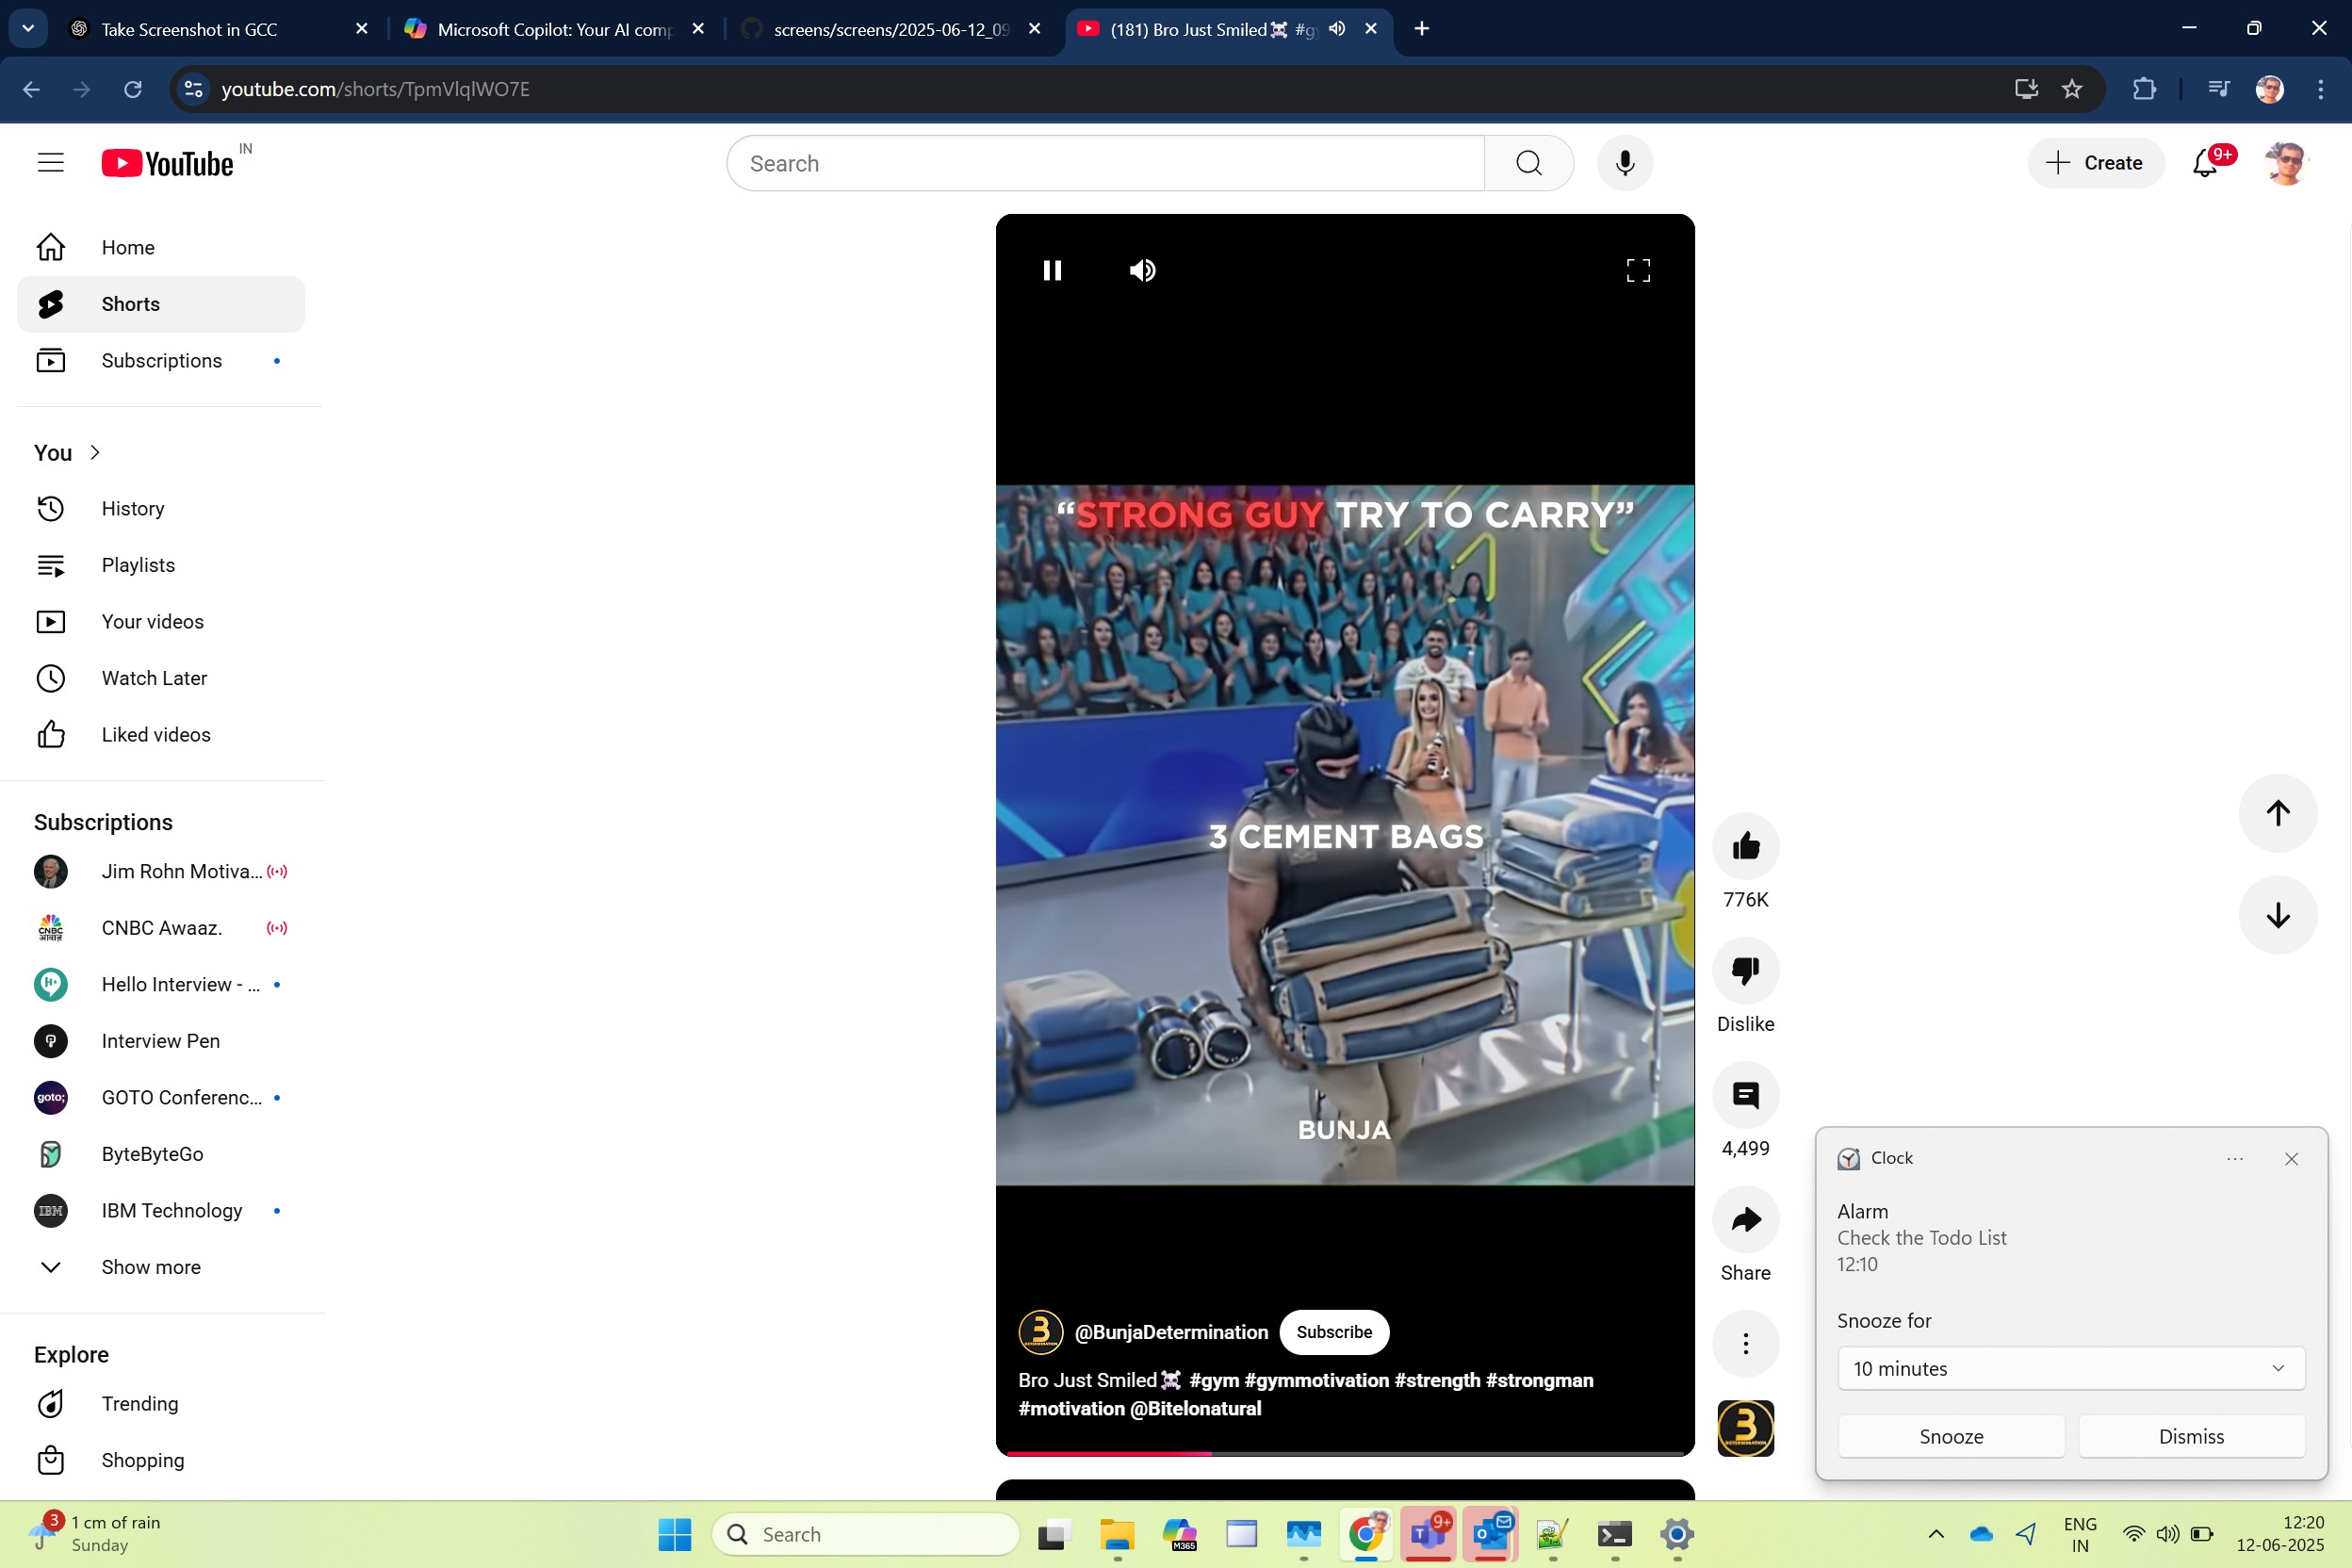 Take Screenshot in GCC
Microsoft Copilot: Your AI comp
screens/screens/2025-06-12_09
(181) Bro Just Smiled☠️ #g
youtube.com/shorts/TpmVlqlWO7E
YouTube IN
Search
Create
9+
Home
Shorts
Subscriptions
You
History
Playlists
Your videos
Watch Later
Liked videos
Subscriptions
Jim Rohn Motiva...
CNBC Awaaz.
Hello Interview - ...
Interview Pen
goto;
GOTO Conferenc...
ByteByteGo
IBM
IBM Technology
Show more
Explore
Trending
Shopping
“STRONG GUY TRY TO CARRY”
3 CEMENT BAGS
BUNJA
@BunjaDetermination
Subscribe
Bro Just Smiled☠️ #gym #gymmotivation #strength #strongman
#motivation @Bitelonatural
776K
Dislike
4,499
Share
Clock
Alarm
Check the Todo List
12:10
Snooze for
10 minutes
Snooze
Dismiss
3
1 cm of rain
Sunday
Search
M365
9+
ENG
IN
12:20
12-06-2025